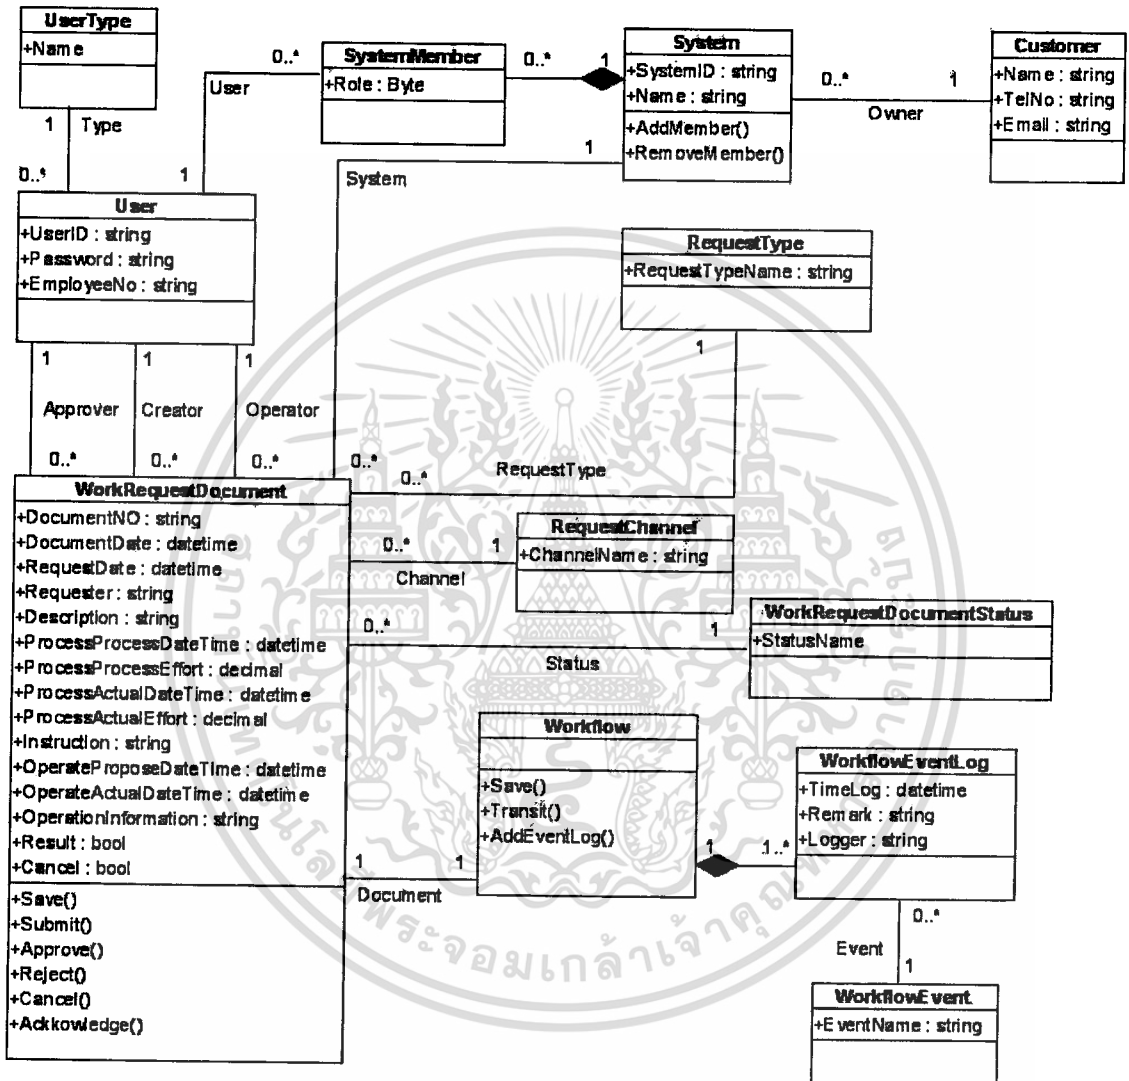 UserType
+Name
1
Type
0..*
User
0..*
1
SystemMember
+Role : Byte
0..*
1
System
+SystemID : string
+Name : string
+AddMember()
+RemoveMember()
0..*
1
Owner
Customer
+Name : string
+TelNo : string
+Email : string
1
System
0..*
User
+UserID : string
+Password : string
+EmployeeNo : string
1
1
1
Approver
Creator
Operator
0..*
0..*
0..*
RequestType
+RequestTypeName : string
1
0..*
RequestType
WorkRequestDocument
+DocumentNO : string
+DocumentDate : datetime
+RequestDate : datetime
+Requester : string
+Description : string
+ProcessProcessDateTime : datetime
+ProcessProcessEffort : decimal
+ProcessActualDateTime : datetime
+ProcessActualEffort : decimal
+Instruction : string
+OperateProposeDateTime : datetime
+OperateActualDateTime : datetime
+OperationInformation : string
+Result : bool
+Cancel : bool
+Save()
+Submit()
+Approve()
+Reject()
+Cancel()
+Ackkowledge()
0..*
1
Channel
RequestChannel
+ChannelName : string
0..*
1
Status
WorkRequestDocumentStatus
+StatusName
1
1
Document
Workflow
+Save()
+Transit()
+AddEventLog()
1
1..*
WorkflowEventLog
+TimeLog : datetime
+Remark : string
+Logger : string
0..*
Event
1
WorkflowEvent
+EventName : string